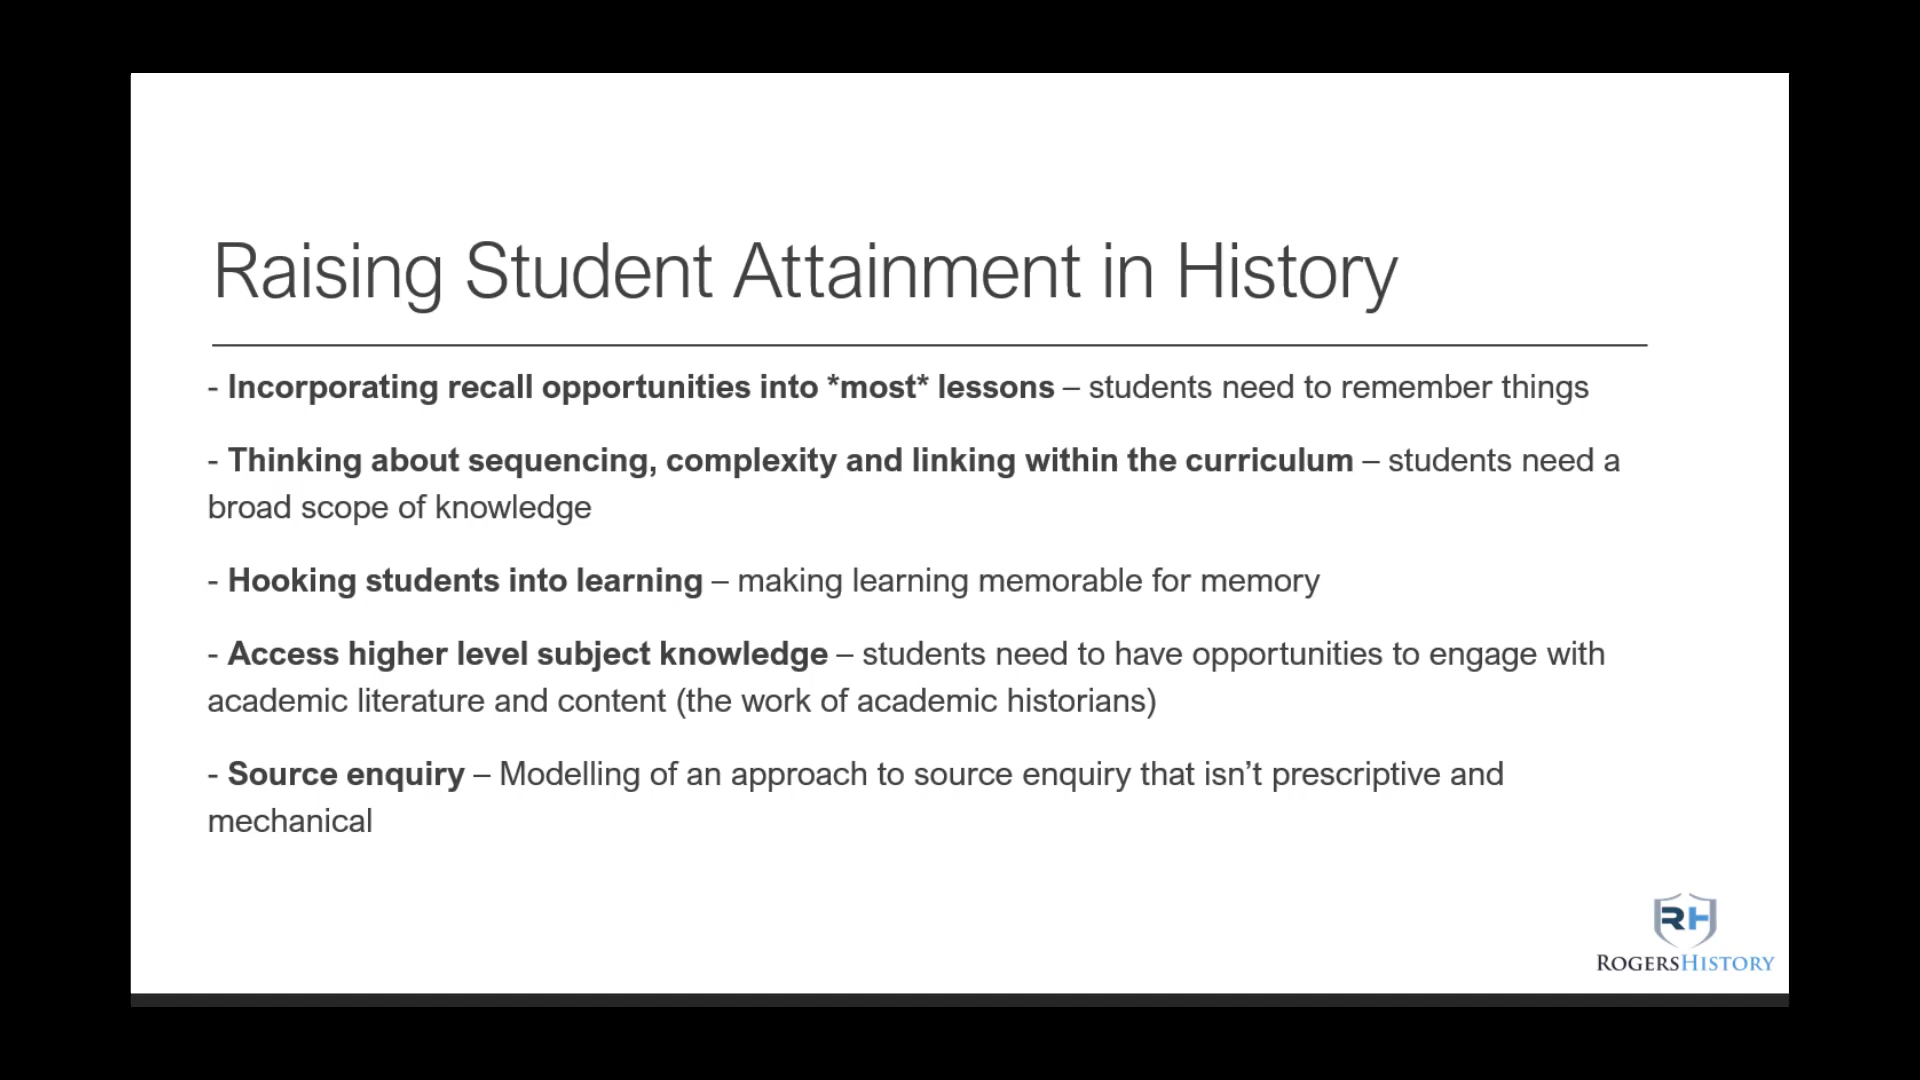 Raising Student Attainment in History
- Incorporating recall opportunities into *most* lessons – students need to remember things
- Thinking about sequencing, complexity and linking within the curriculum – students need a
broad scope of knowledge
- Hooking students into learning – making learning memorable for memory
- Access higher level subject knowledge – students need to have opportunities to engage with
academic literature and content (the work of academic historians)
- Source enquiry – Modelling of an approach to source enquiry that isn’t prescriptive and
mechanical
RH
ROGERSHISTORY